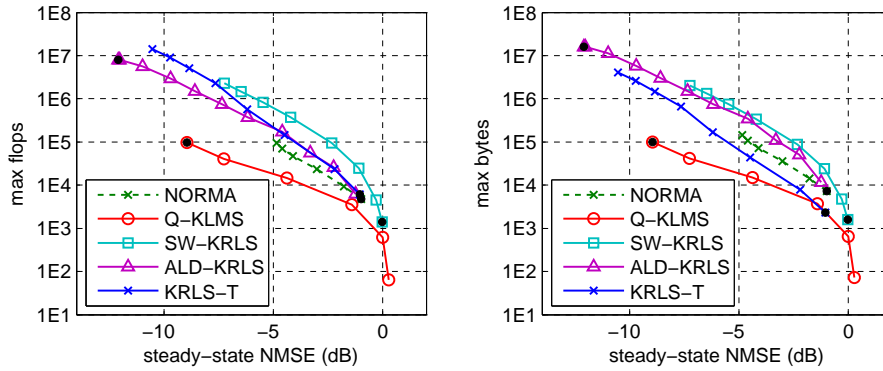 max flops
1E8
1E7
1E6
1E5
1E4
1E3
1E2
1E1
NORMA
Q−KLMS
SW−KRLS
ALD−KRLS
KRLS−T
−10
−5
0
steady−state NMSE (dB)
max bytes
1E8
1E7
1E6
1E5
1E4
1E3
1E2
1E1
NORMA
Q−KLMS
SW−KRLS
ALD−KRLS
KRLS−T
−10
−5
0
steady−state NMSE (dB)